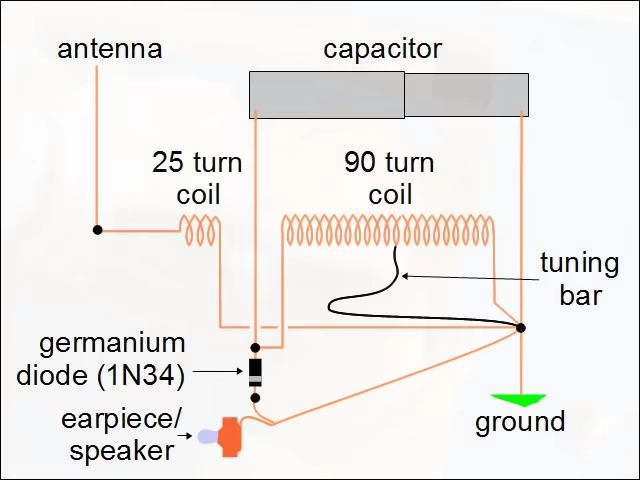 antenna
capacitor
25 turn
coil
90 turn
coil
tuning
bar
germanium
diode (1N34)
earpiece/
speaker
ground